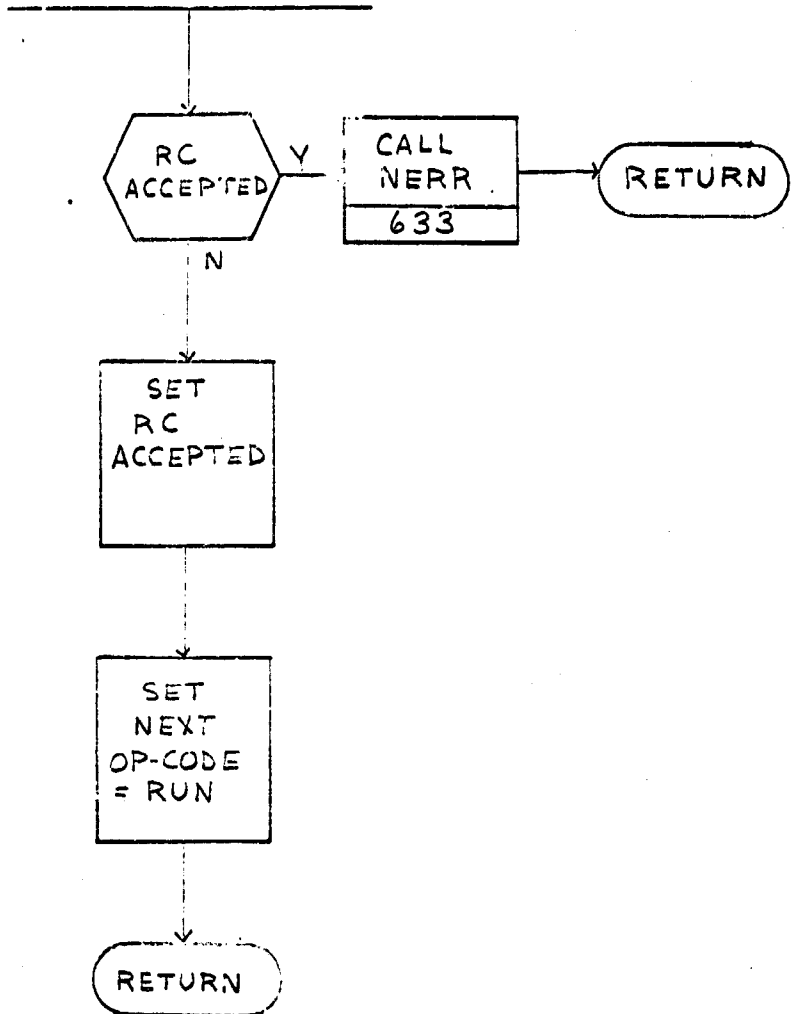 RC
ACCEPTED
Y
CALL
NERR
633
RETURN
N
SET
RC
ACCEPTED
SET
NEXT
OP-CODE
= RUN
RETURN